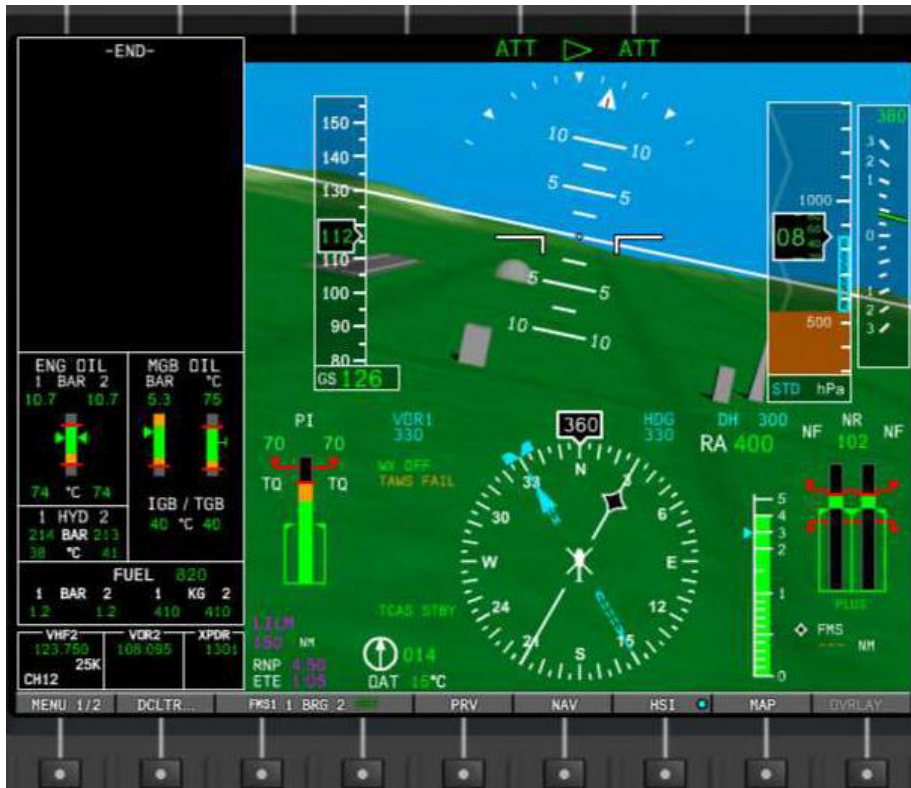 -END-
ATT ATT
150
140
130
112
110
100
90
80
GS 126
10 10
5 5
5 5
10 10
1000
08
500
STD hPa
380
3
2
1
0
1
2
3
ENG OIL
1 BAR 2
10.7 10.7
74 °C 74
MGB OIL
BAR °C
5.3 75
IGB / TGB
40 °C 40
1 HYD 2
214 BAR 213
38 °C 41
FUEL 820
1 BAR 2 1 KG 2
1.2 1.2 410 410
VHF2
123.750
25K
CH12
VOR2
108.095
XPDR
1301
PI
70 70
TQ TQ
VOR1
330
WX OFF
TAWS FAIL
TCAS STBY
LILM
150 NM
RNP 4.50
ETE 1:05
014
OAT 15°C
360
HDG
330
N
3
6
E
12
15
S
21
24
W
30
33
DH 300
RA 400
NF NR NF
102
5
4
3
2
1
0
PLUS
FMS
--- NM
MENU 1/2 DCLTR... FMS1 1 BRG 2 PRV NAV HSI MAP OVRLAY